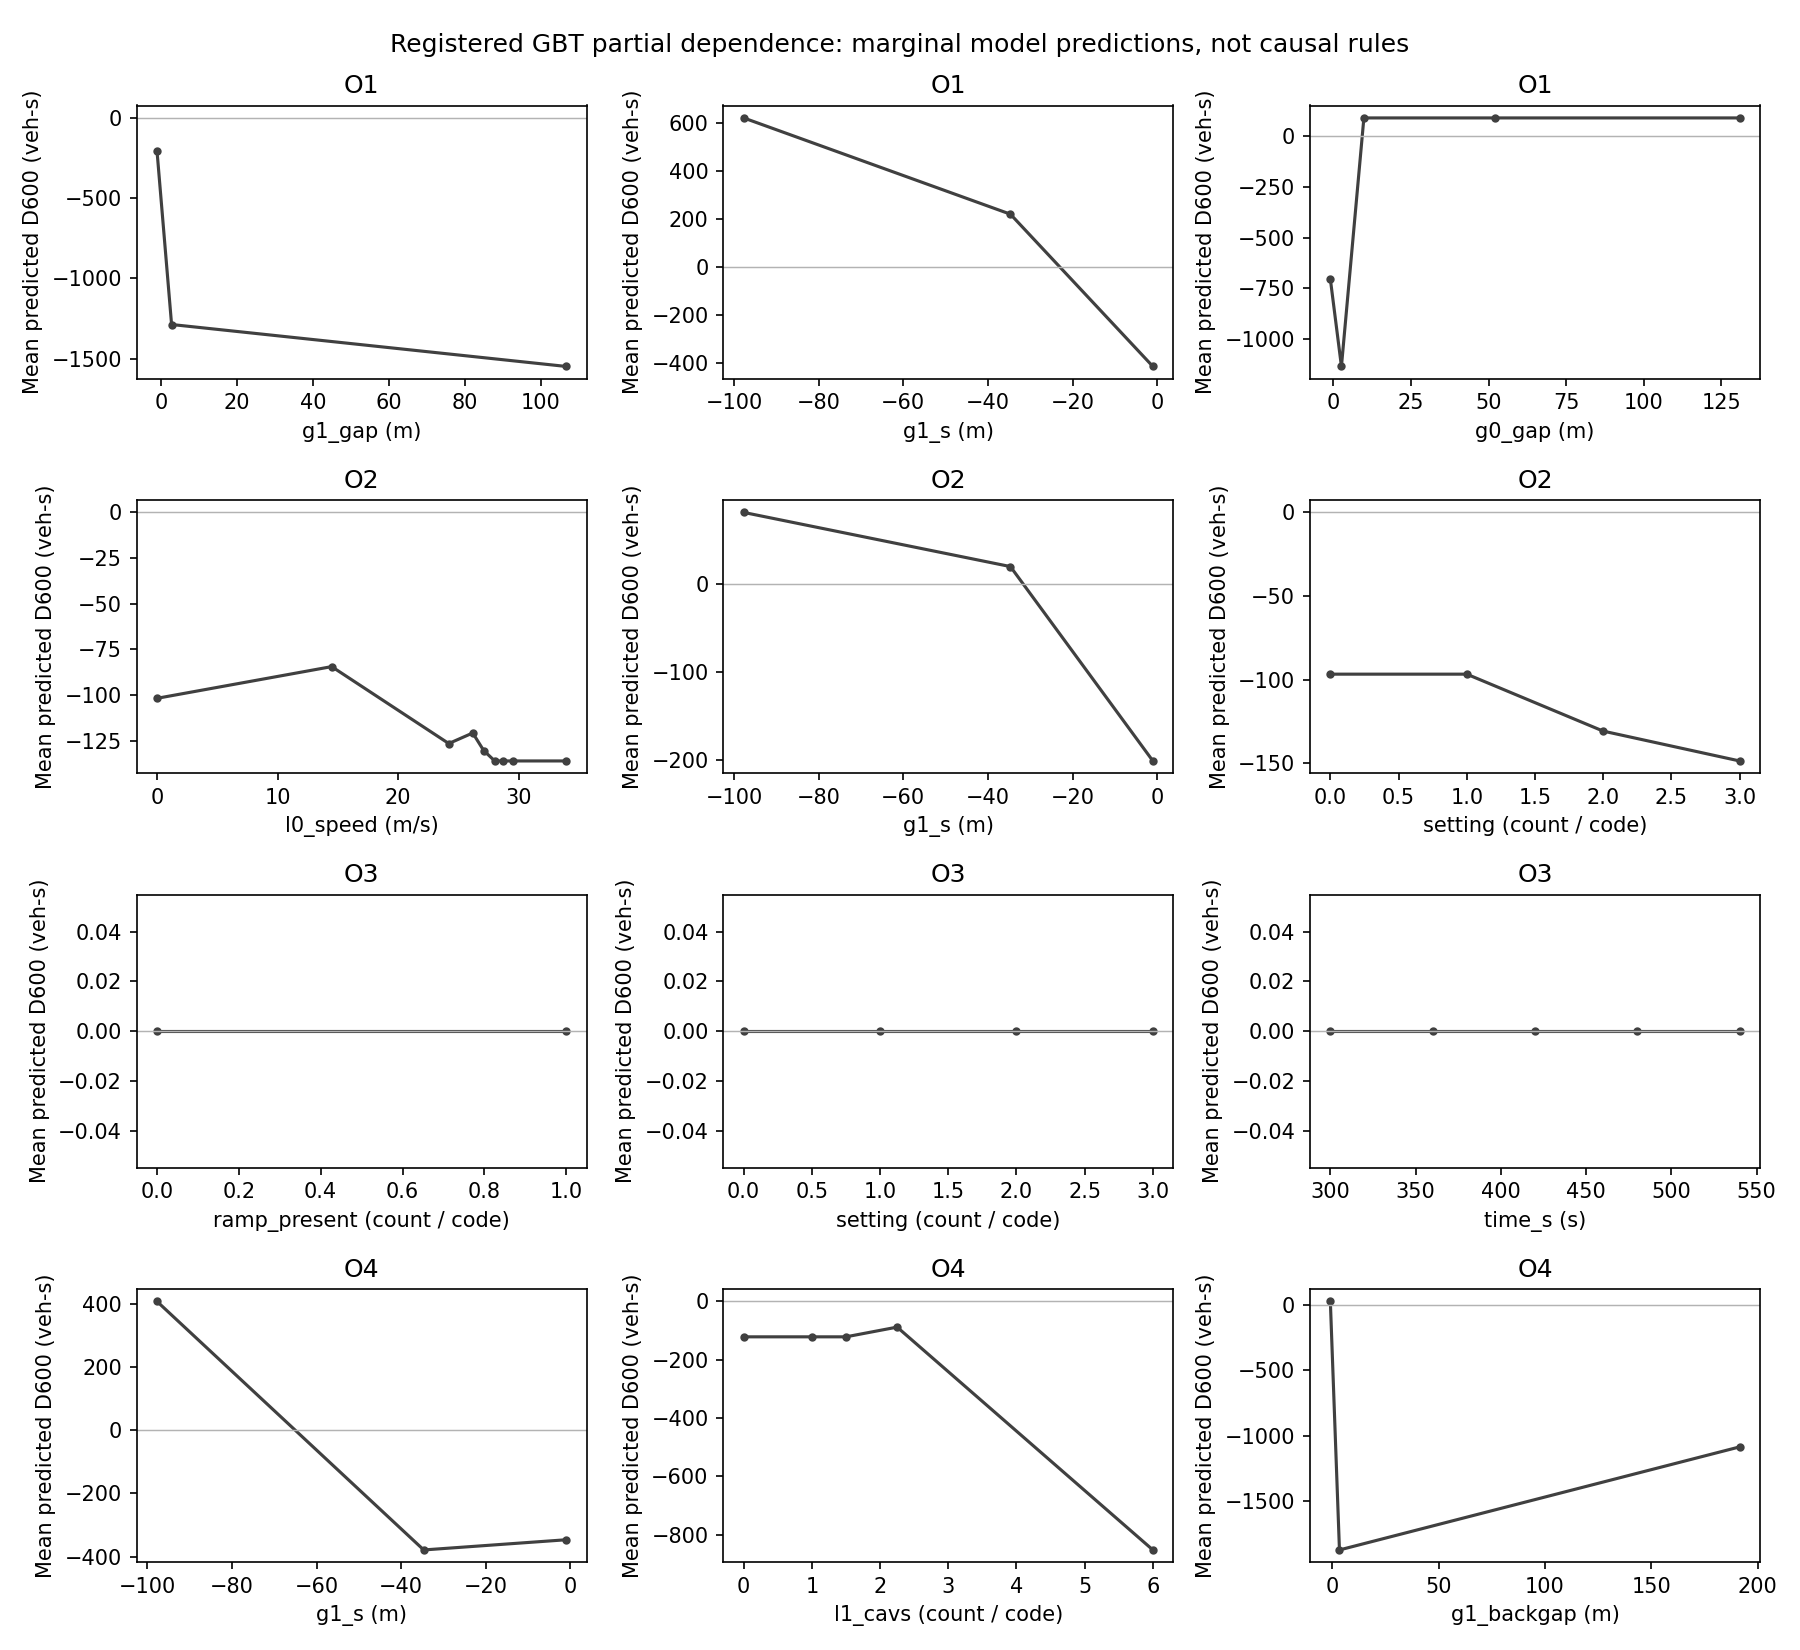 Registered GBT partial dependence: marginal model predictions, not causal rules
O1
Mean predicted D600 (veh-s)
0
−500
−1000
−1500
0 20 40 60 80 100
g1_gap (m)
O1
Mean predicted D600 (veh-s)
600
400
200
0
−200
−400
−100 −80 −60 −40 −20 0
g1_s (m)
O1
Mean predicted D600 (veh-s)
0
−250
−500
−750
−1000
0 25 50 75 100 125
g0_gap (m)
O2
Mean predicted D600 (veh-s)
0
−25
−50
−75
−100
−125
0 10 20 30
l0_speed (m/s)
O2
Mean predicted D600 (veh-s)
0
−100
−200
−100 −80 −60 −40 −20 0
g1_s (m)
O2
Mean predicted D600 (veh-s)
0
−50
−100
−150
0.0 0.5 1.0 1.5 2.0 2.5 3.0
setting (count / code)
O3
Mean predicted D600 (veh-s)
0.04
0.02
0.00
−0.02
−0.04
0.0 0.2 0.4 0.6 0.8 1.0
ramp_present (count / code)
O3
Mean predicted D600 (veh-s)
0.04
0.02
0.00
−0.02
−0.04
0.0 0.5 1.0 1.5 2.0 2.5 3.0
setting (count / code)
O3
Mean predicted D600 (veh-s)
0.04
0.02
0.00
−0.02
−0.04
300 350 400 450 500 550
time_s (s)
O4
Mean predicted D600 (veh-s)
400
200
0
−200
−400
−100 −80 −60 −40 −20 0
g1_s (m)
O4
Mean predicted D600 (veh-s)
0
−200
−400
−600
−800
0 1 2 3 4 5 6
l1_cavs (count / code)
O4
Mean predicted D600 (veh-s)
0
−500
−1000
−1500
0 50 100 150 200
g1_backgap (m)